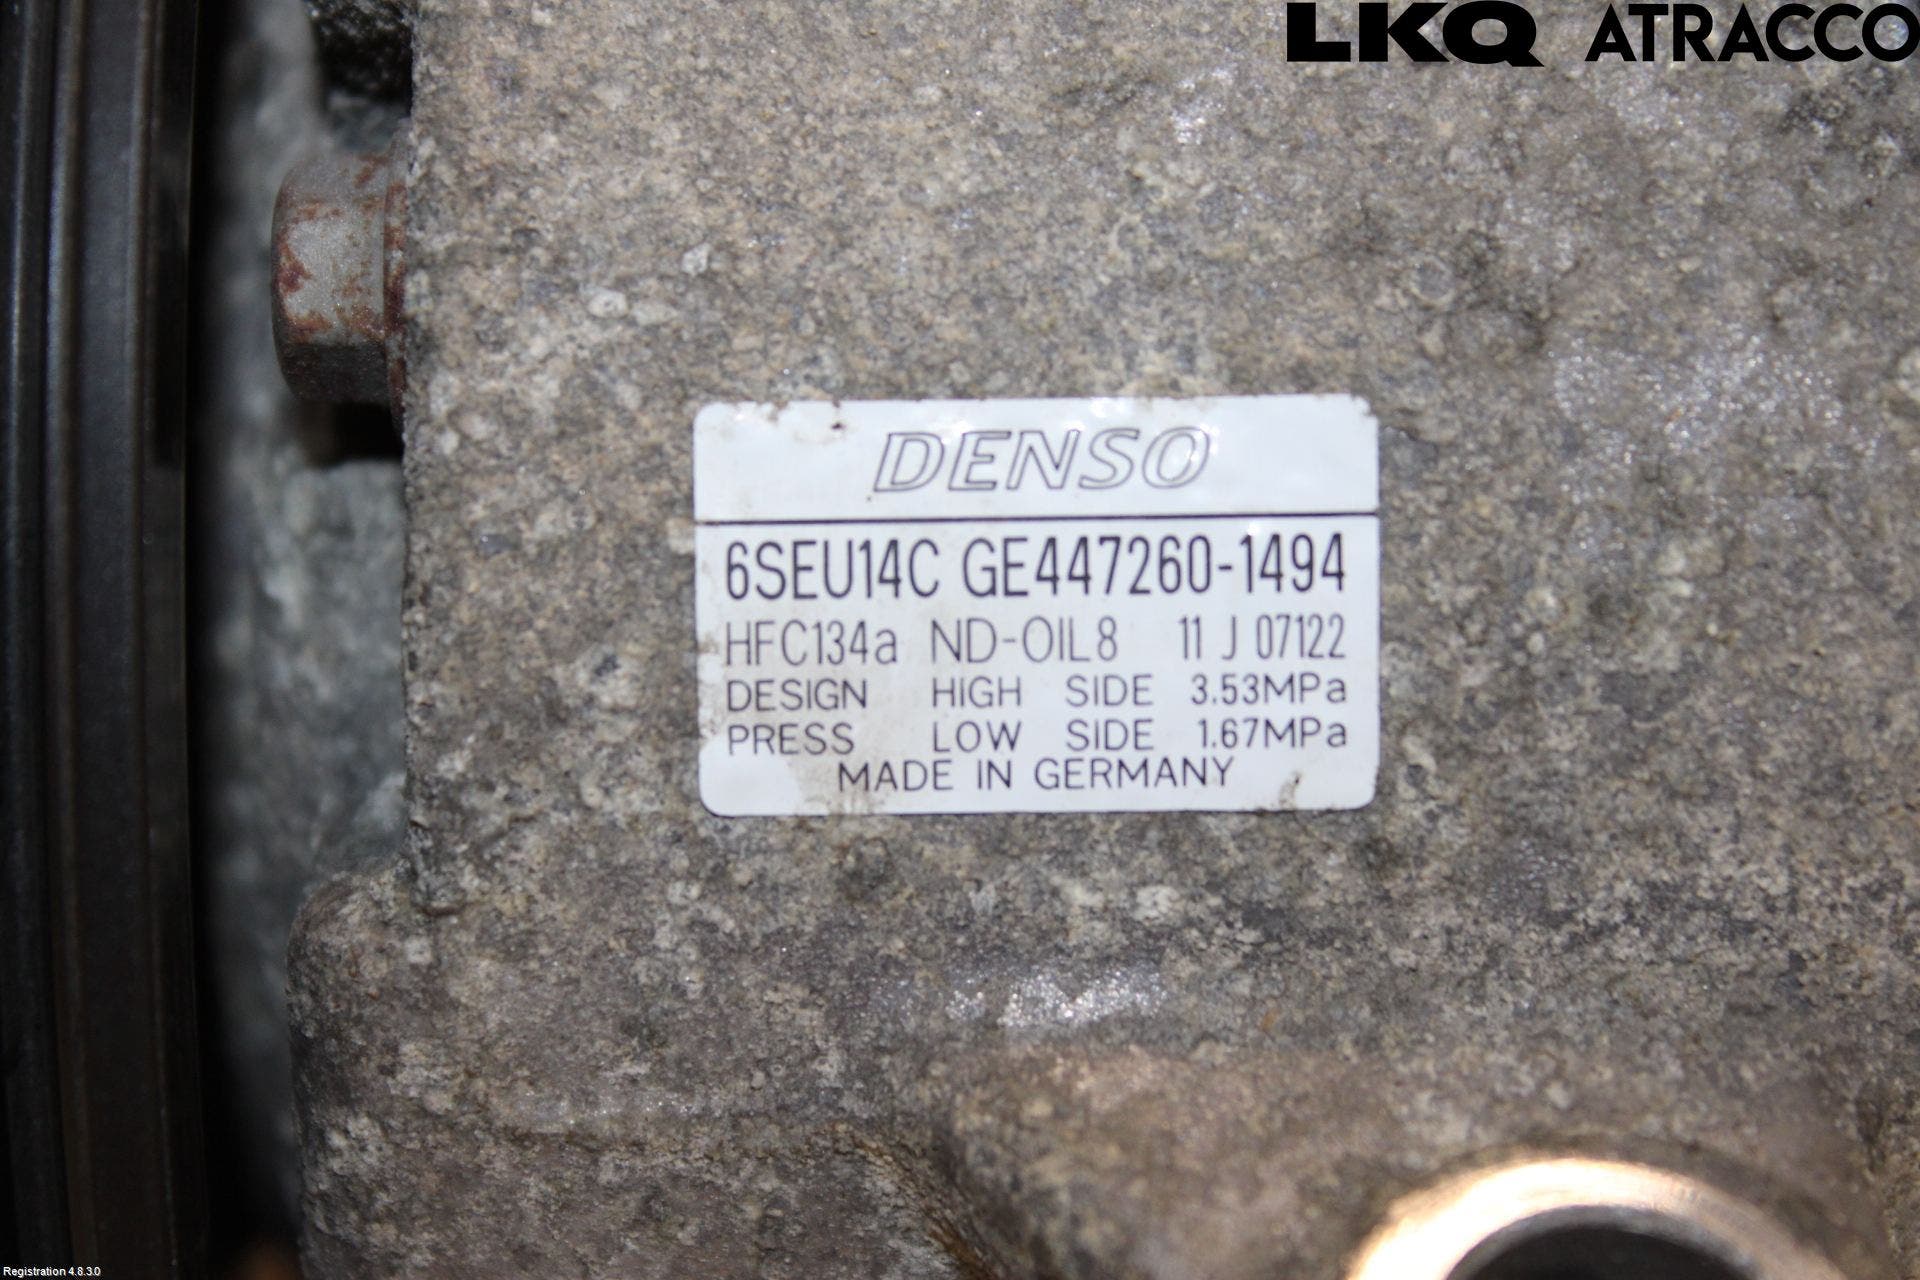 LKQ ATRACCO
DENSO
6SEU14C GE447260-1494
HFC134a ND-OIL8 11 J 07122
DESIGN HIGH SIDE 3.53MPa
PRESS LOW SIDE 1.67MPa
MADE IN GERMANY
Registration 4.8.3.0